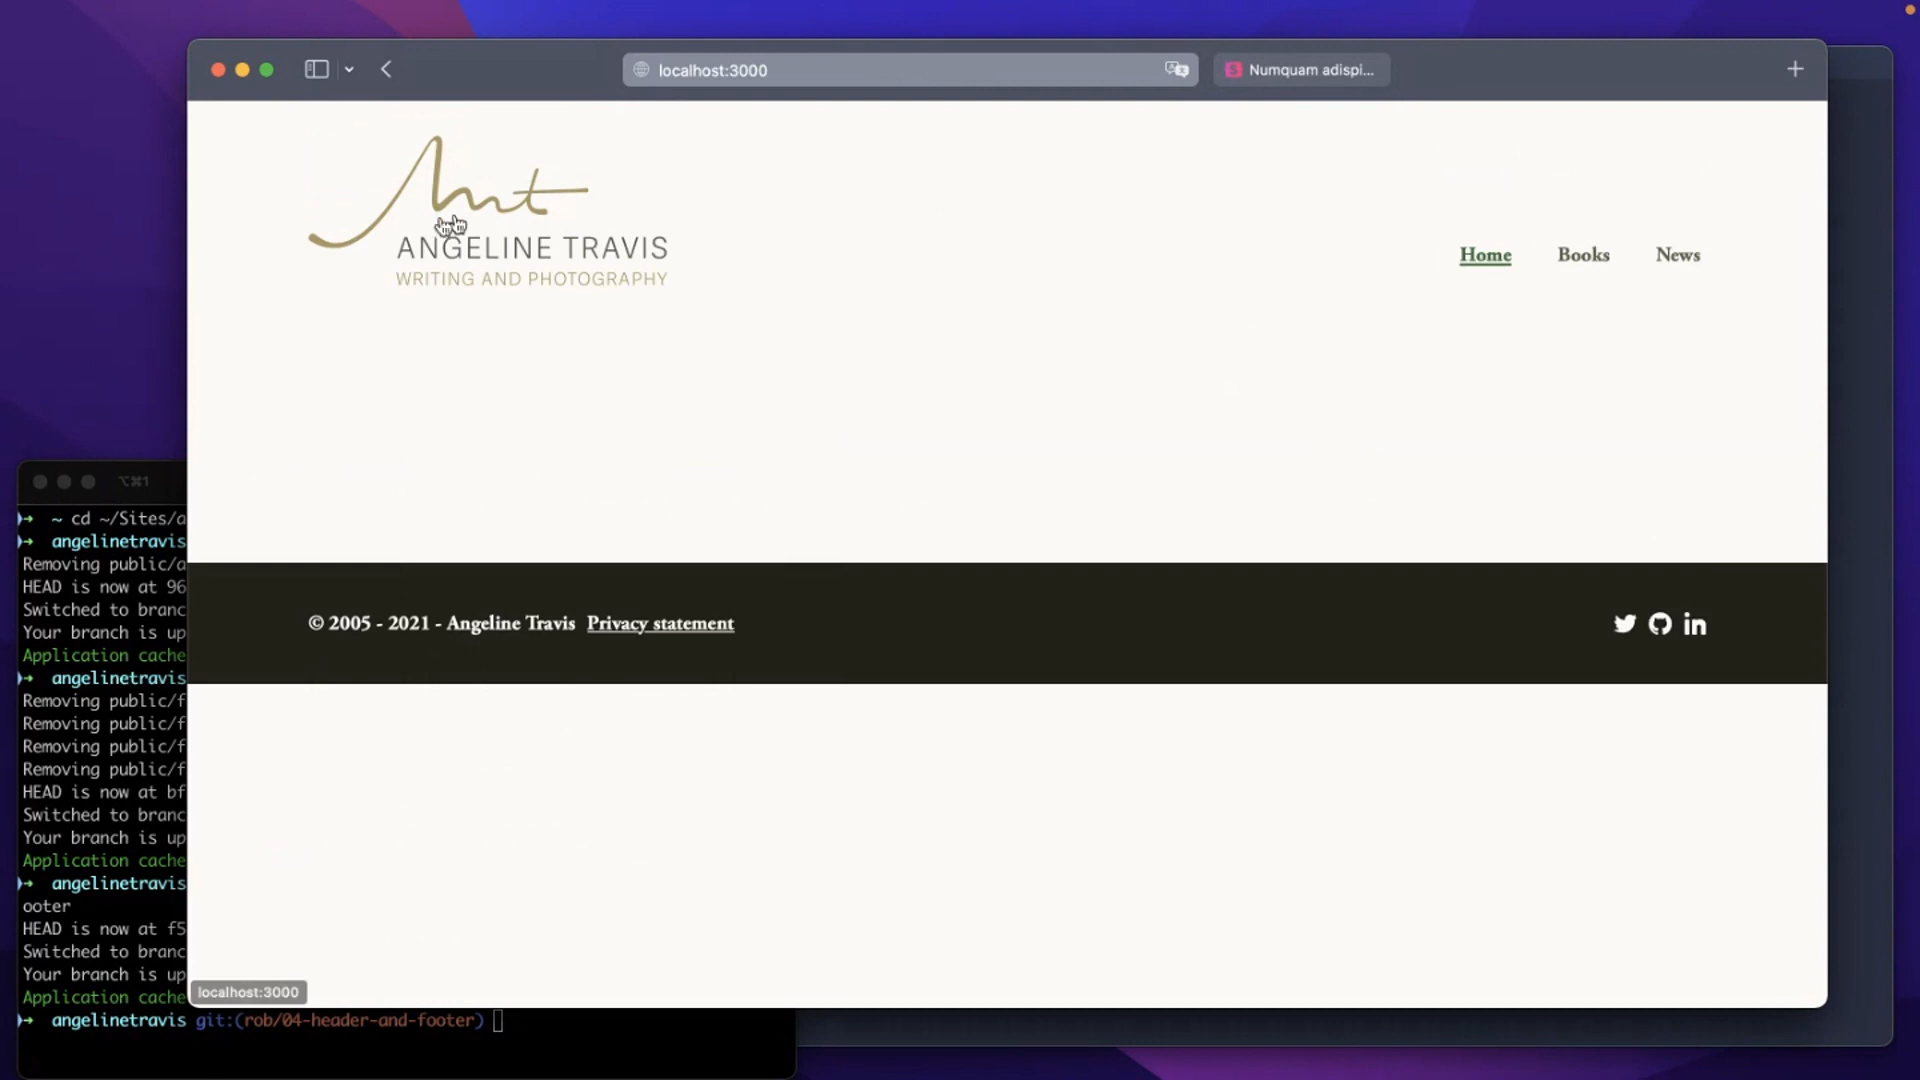 localhost:3000
Numquam adispi...
Amt
ANGELINE TRAVIS
WRITING AND PHOTOGRAPHY
Home
Books
News
⌥⌘1
~ cd ~/Sites/a
angelinetravis
Removing public/a
HEAD is now at 96
Switched to branc
Your branch is up
Application cache
angelinetravis
Removing public/f
Removing public/f
Removing public/f
Removing public/f
HEAD is now at bf
Switched to branc
Your branch is up
Application cache
angelinetravis
ooter
HEAD is now at f5
Switched to branc
Your branch is up
Application cache
angelinetravis git:(rob/04-header-and-footer)
© 2005 - 2021 - Angeline Travis Privacy statement
in
localhost:3000